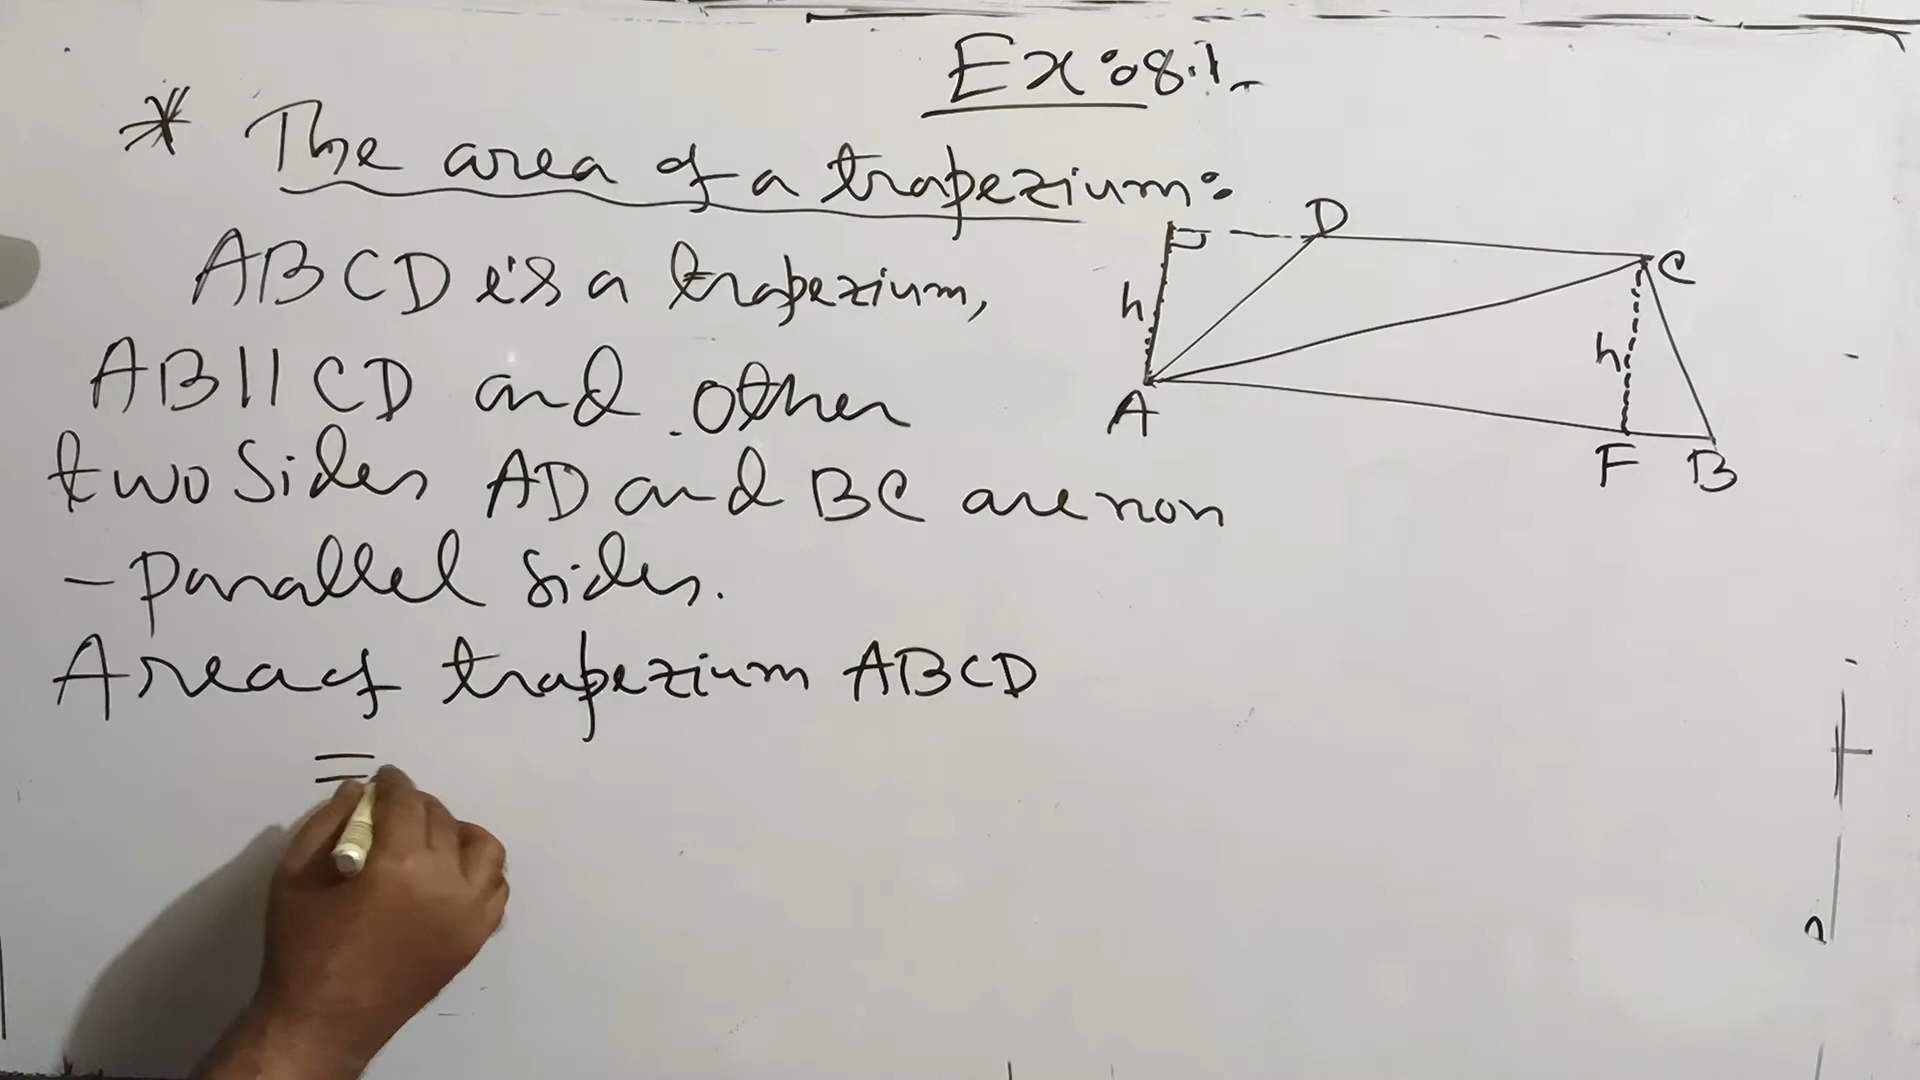 Ex: 8.1
* The area of a trapezium:
ABCD is a trapezium,
AB || CD and other
two sides AD and BC are non
- parallel sides.
Area of trapezium ABCD
=
D
C
h
h
A
F B